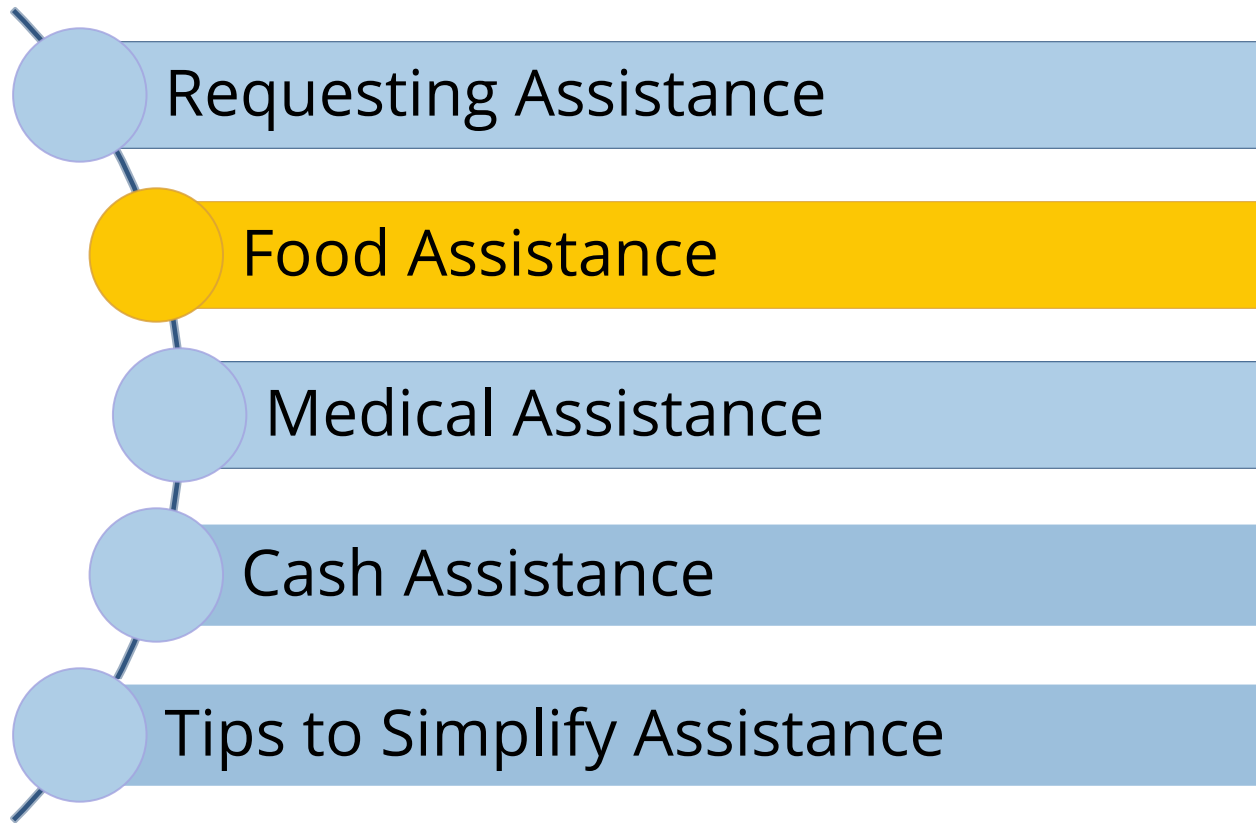 Requesting Assistance
Food Assistance
Medical Assistance
Cash Assistance
Tips to Simplify Assistance